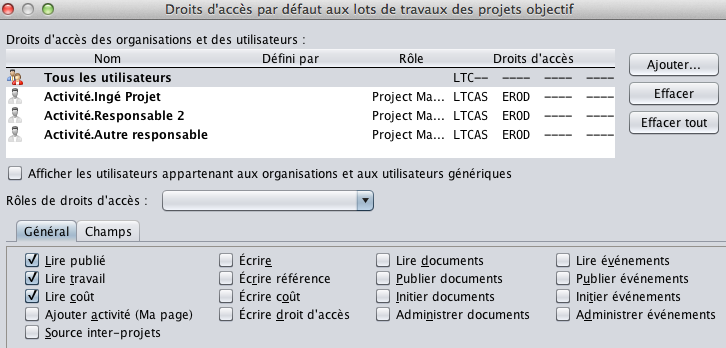 Droits d'accès par défaut aux lots de travaux des projets objectif
Droits d'accès des organisations et des utilisateurs :
Nom Défini par Rôle Droits d'accès
Tous les utilisateurs LTC-- ---- ---- ----
Activité.Ingé Projet Project Ma... LTCAS EROD ---- ----
Activité.Responsable 2 Project Ma... LTCAS EROD ---- ----
Activité.Autre responsable Project Ma... LTCAS EROD ---- ----
Ajouter...
Effacer
Effacer tout
Afficher les utilisateurs appartenant aux organisations et aux utilisateurs génériques
Rôles de droits d'accès :
Général Champs
Lire publié Écrire Lire documents Lire événements
Lire travail Écrire référence Publier documents Publier événements
Lire coût Écrire coût Initier documents Initier événements
Ajouter activité (Ma page) Écrire droit d'accès Administrer documents Administrer événements
Source inter-projets